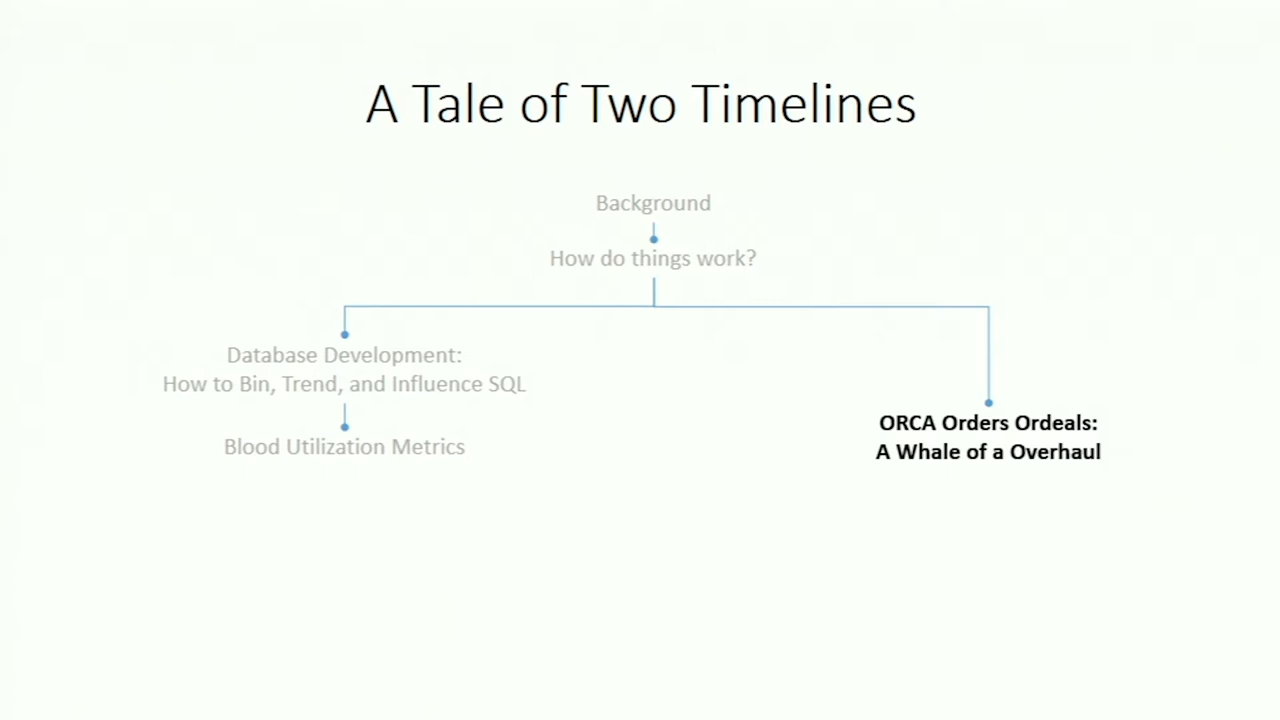 A Tale of Two Timelines
Background
How do things work?
Database Development:
How to Bin, Trend, and Influence SQL
Blood Utilization Metrics
ORCA Orders Ordeals:
A Whale of a Overhaul